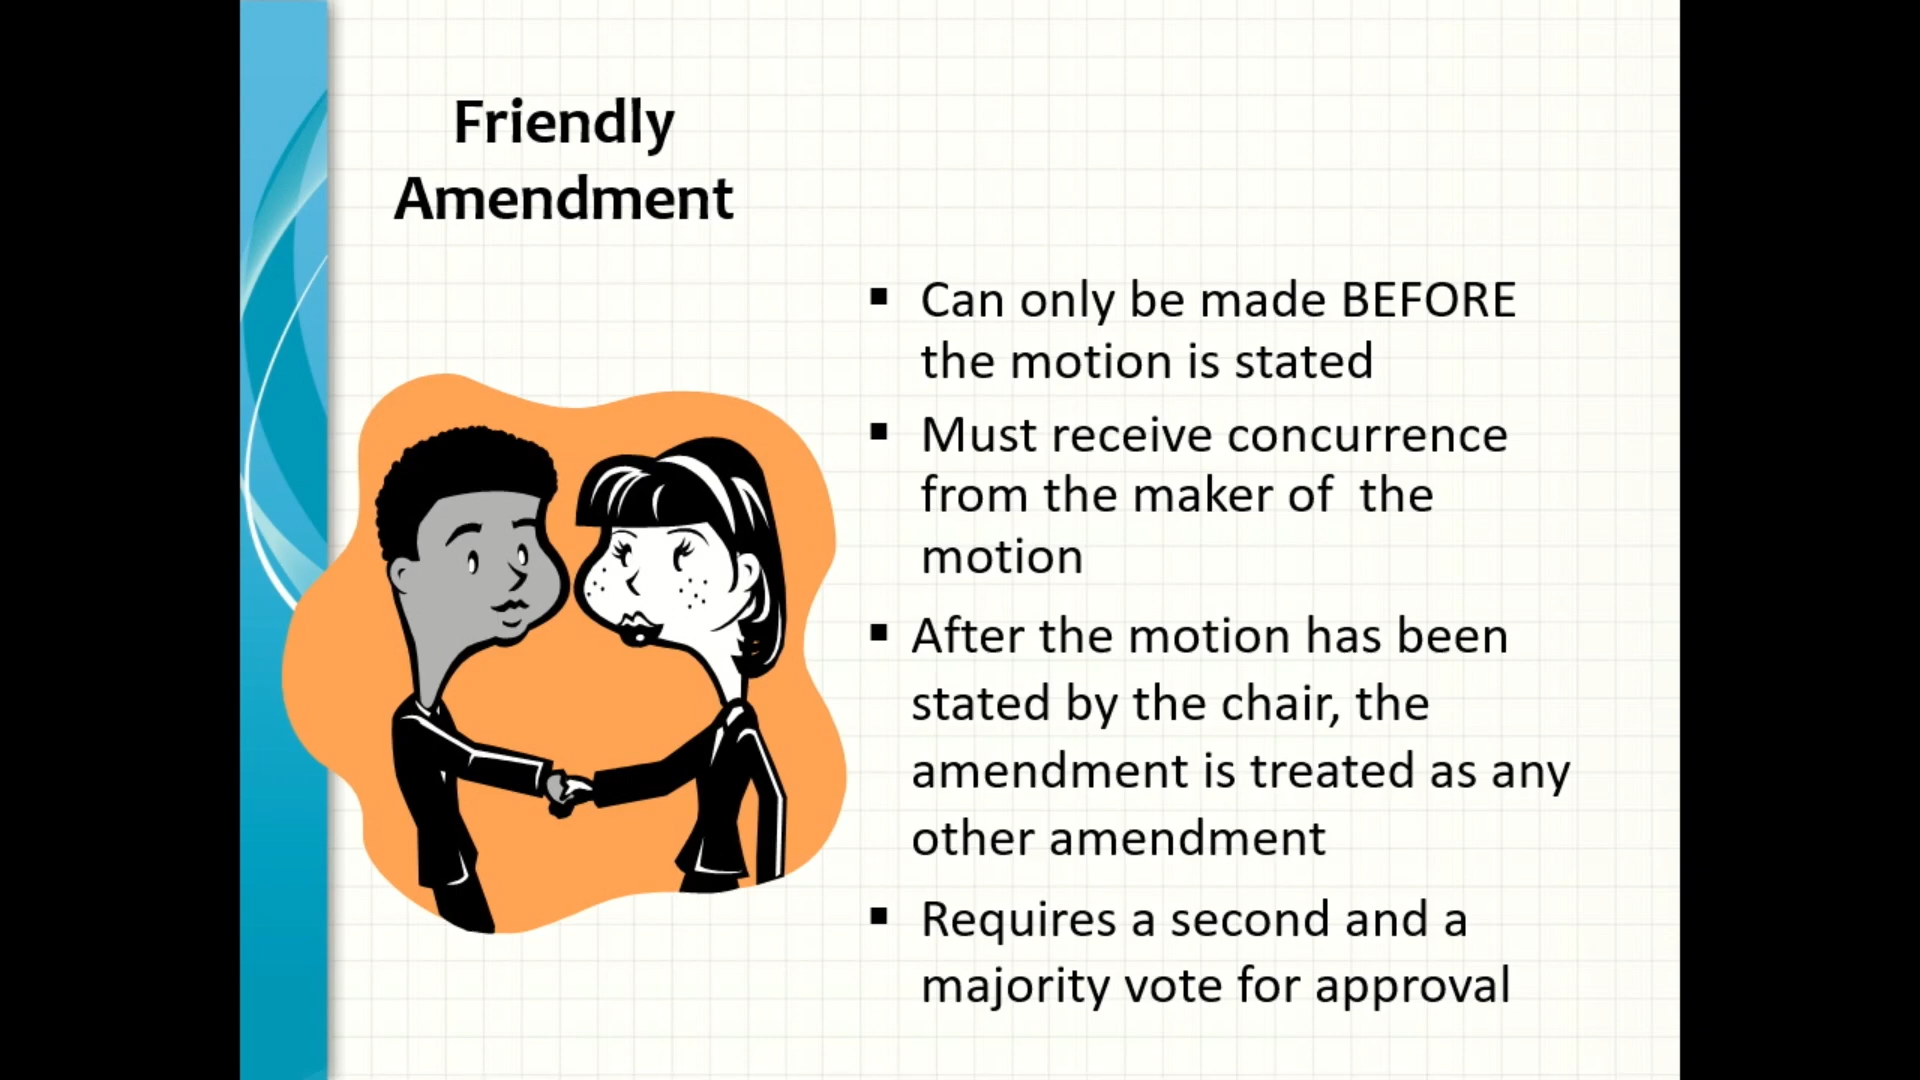 Friendly
Amendment
▪ Can only be made BEFORE
the motion is stated
▪ Must receive concurrence
from the maker of  the
motion
▪ After the motion has been
stated by the chair, the
amendment is treated as any
other amendment
▪ Requires a second and a
majority vote for approval